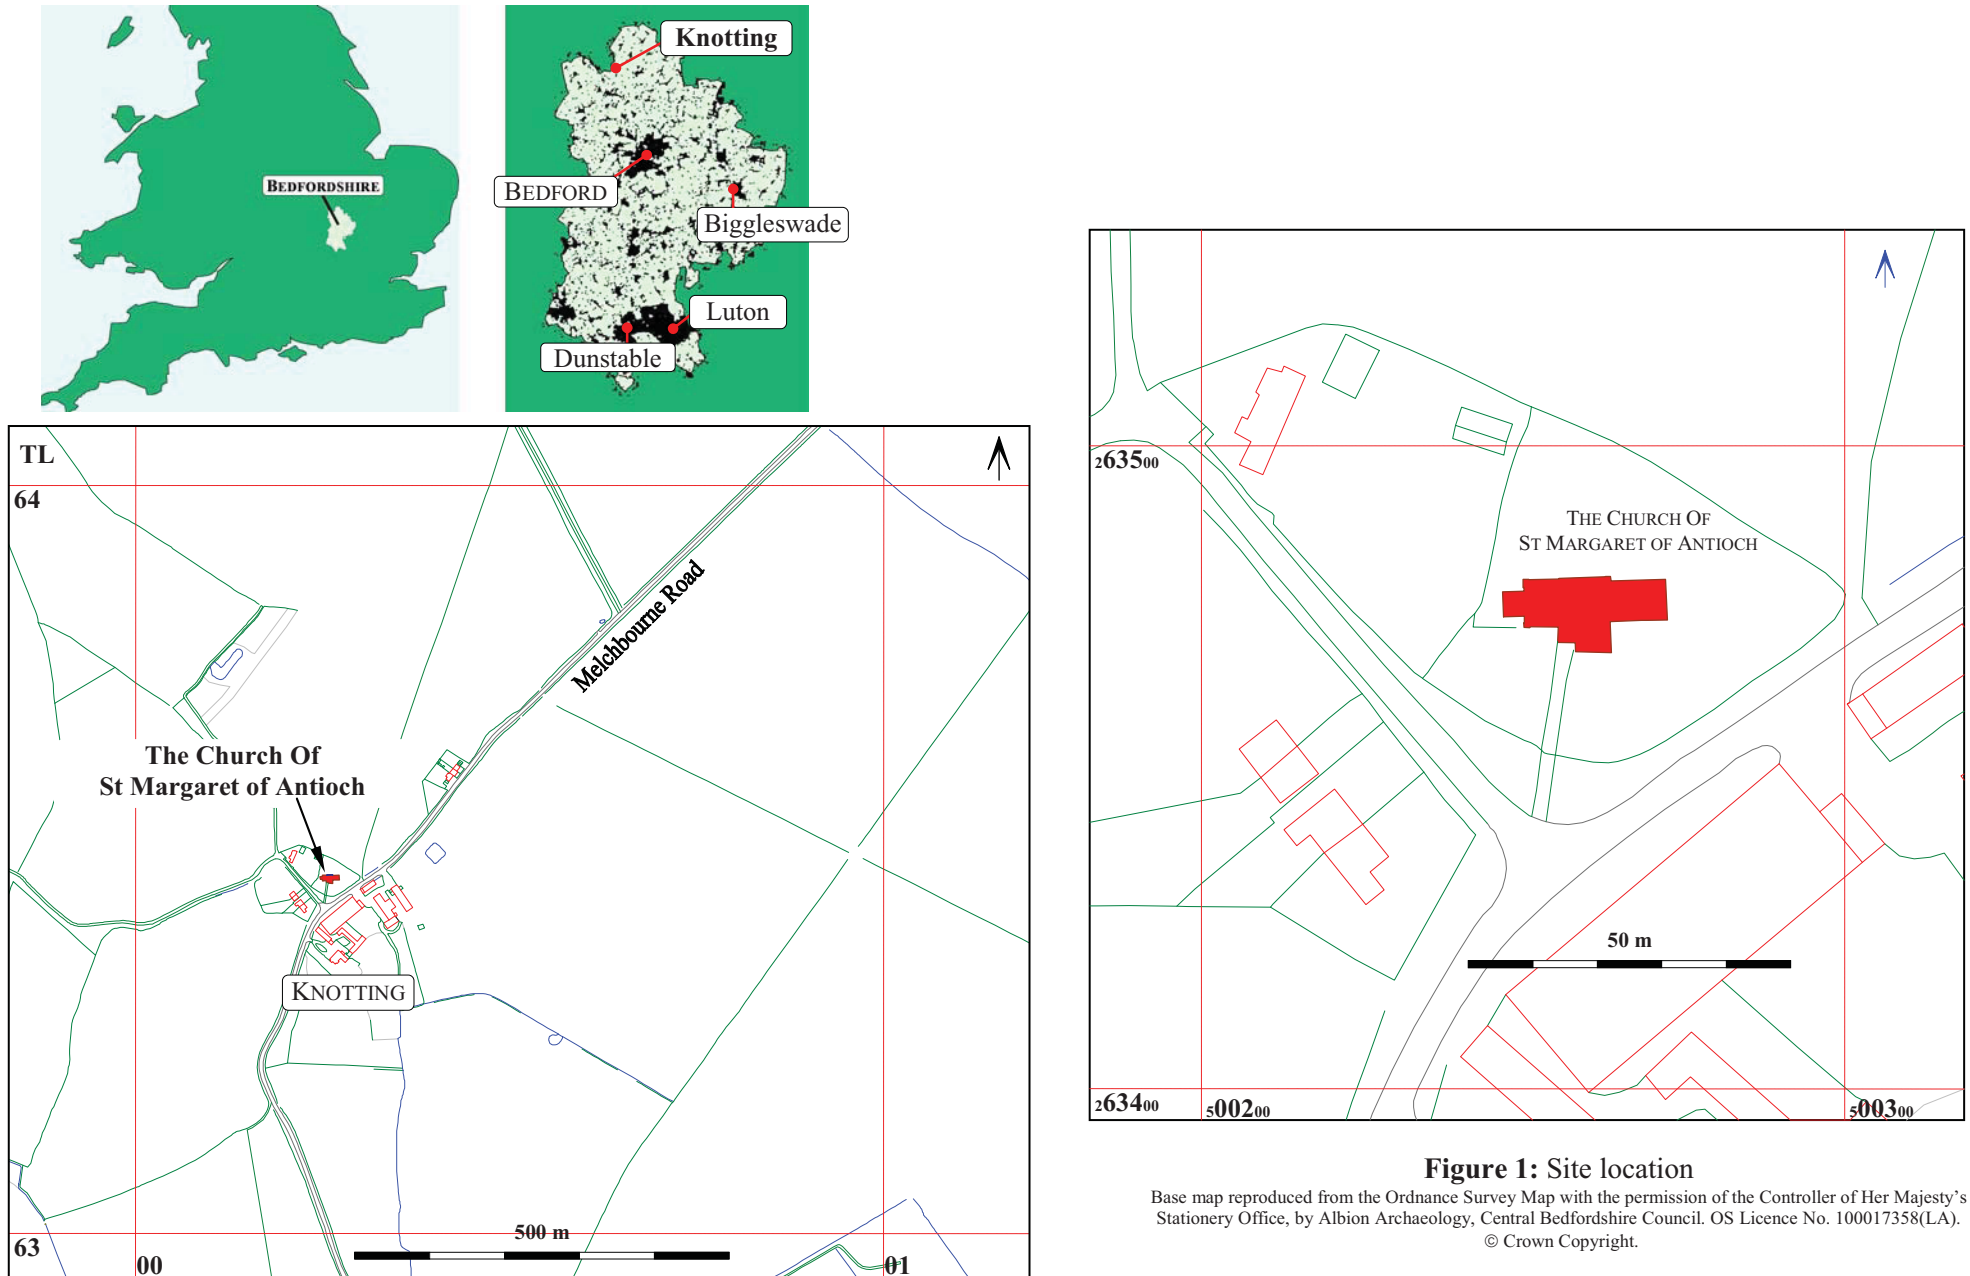 BEDFORDSHIRE
Knotting
BEDFORD
Biggleswade
Luton
Dunstable
TL
64
Melchbourne Road
The Church Of
St Margaret of Antioch
KNOTTING
500 m
63
00
01
263500
THE CHURCH OF
ST MARGARET OF ANTIOCH
50 m
263400
500200
500300
Figure 1: Site location
Base map reproduced from the Ordnance Survey Map with the permission of the Controller of Her Majesty's
Stationery Office, by Albion Archaeology, Central Bedfordshire Council. OS Licence No. 100017358(LA).
© Crown Copyright.